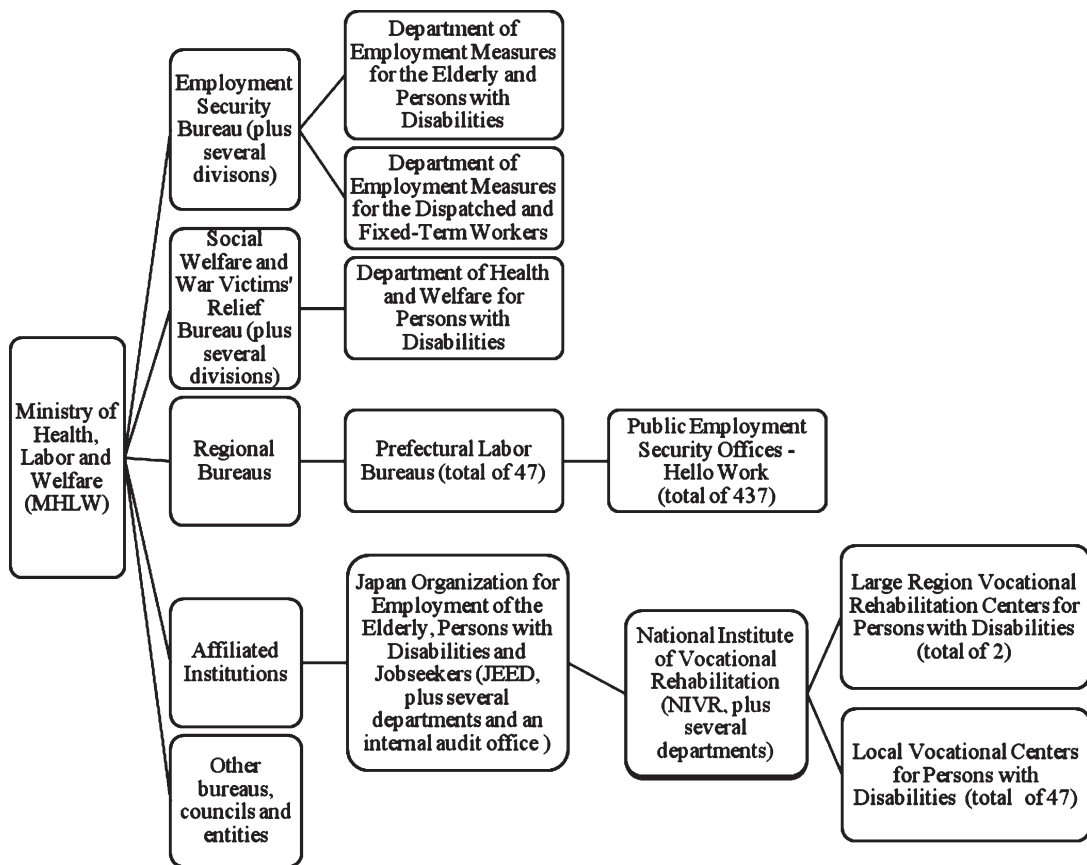 Ministry of
Health,
Labor and
Welfare
(MHLW)
Employment
Security
Bureau (plus
several
divisons)
Department of
Employment Measures
for the Elderly and
Persons with
Disabilities
Department of
Employment Measures
for the Dispatched and
Fixed-Term Workers
Social
Welfare and
War Victims'
Relief
Bureau (plus
several
divisions)
Department of Health
and Welfare for
Persons with
Disabilities
Regional
Bureaus
Prefectural Labor
Bureaus (total of 47)
Public Employment
Security Offices -
Hello Work
(total of 437)
Affiliated
Institutions
Japan Organization for
Employment of the
Elderly, Persons with
Disabilities and
Jobseekers (JEED,
plus several
departments and an
internal audit office )
National Institute
of Vocational
Rehabilitation
(NIVR, plus
several
departments)
Large Region Vocational
Rehabilitation Centers for
Persons with Disabilities
(total of 2)
Local Vocational Centers
for Persons with
Disabilities (total of 47)
Other
bureaus,
councils and
entities